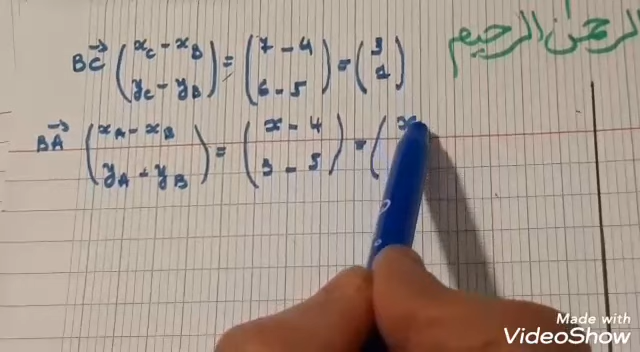 الرحمن الرحيم
BC→ (xC - xB / yC - yB) = (7 - 4 / 6 - 5) = (3 / 1)
BA→ (xA - xB / yA - yB) = (x - 4 / 3 - 5) = (x
Made with
VideoShow